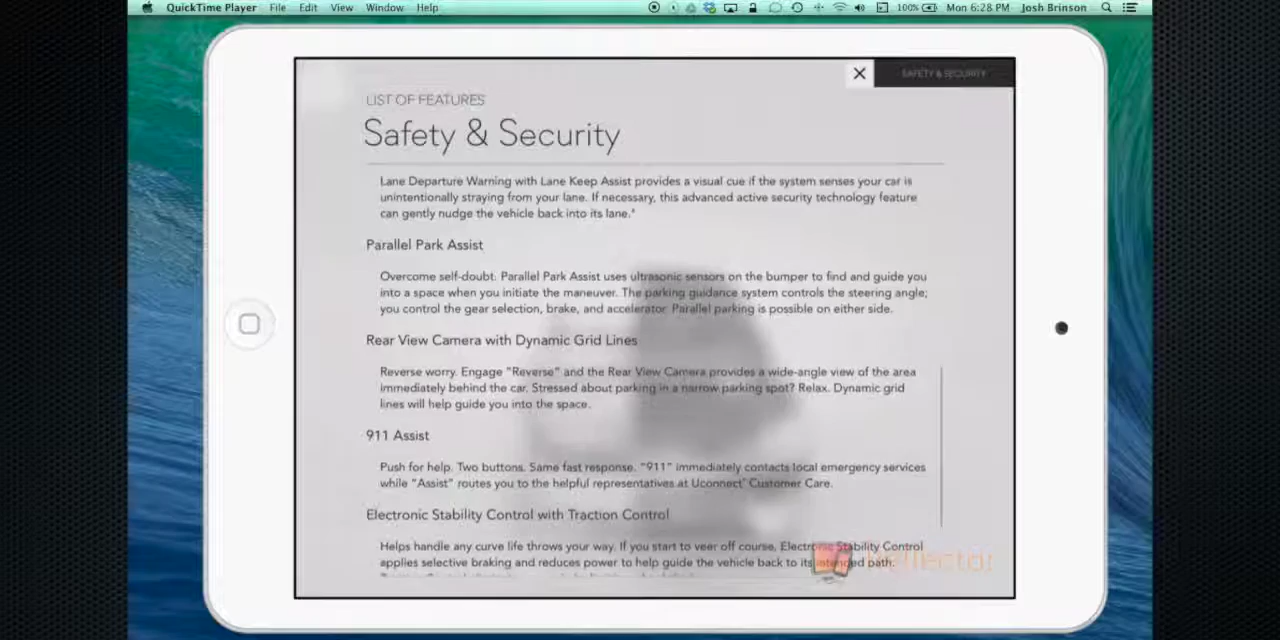 QuickTime Player File Edit View Window Help 100% Mon 6:28 PM Josh Brinson
SAFETY & SECURITY
LIST OF FEATURES
Safety & Security
Lane Departure Warning with Lane Keep Assist provides a visual cue if the system senses your car is
unintentionally straying from your lane. If necessary, this advanced active security technology feature
can gently nudge the vehicle back into its lane.
Parallel Park Assist
Overcome self-doubt. Parallel Park Assist uses ultrasonic sensors on the bumper to find and guide you
into a space when you initiate the maneuver. The parking guidance system controls the steering angle;
you control the gear selection, brake, and accelerator. Parallel parking is possible on either side.
Rear View Camera with Dynamic Grid Lines
Reverse worry. Engage "Reverse" and the Rear View Camera provides a wide-angle view of the area
immediately behind the car. Stressed about parking in a narrow parking spot? Relax. Dynamic grid
lines will help guide you into the space.
911 Assist
Push for help. Two buttons. Same fast response. "911" immediately contacts local emergency services
while "Assist" routes you to the helpful representatives at Uconnect® Customer Care.
Electronic Stability Control with Traction Control
Helps handle any curve life throws your way. If you start to veer off course, Electronic Stability Control
applies selective braking and reduces power to help guide the vehicle back to its intended path.
Reflector